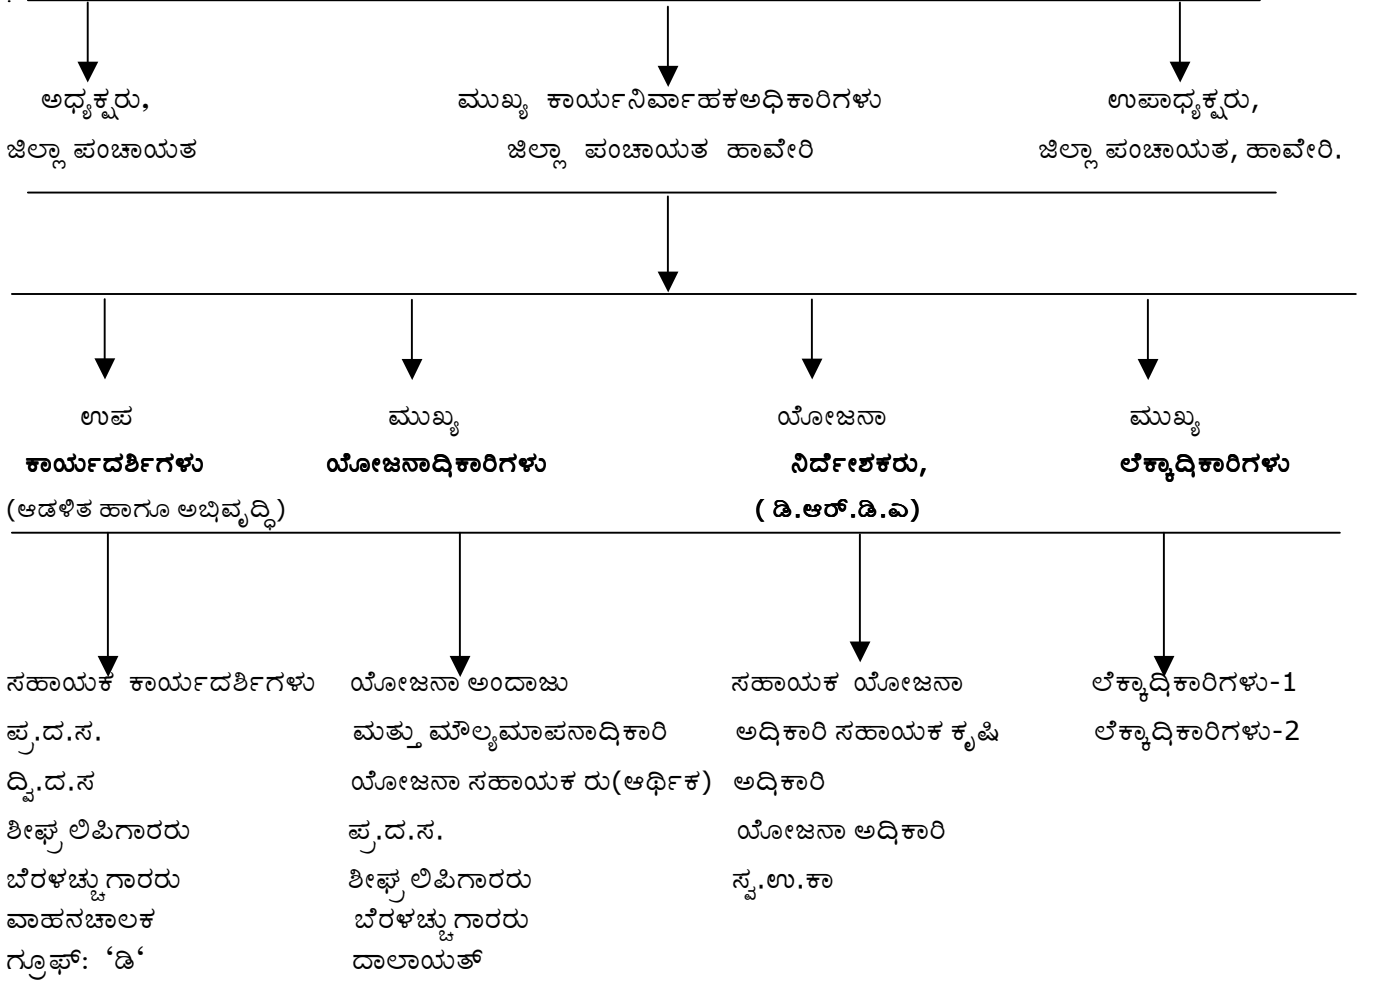 ಅಧ್ಯಕ್ಷರು, ಮುಖ್ಯ ಕಾರ್ಯನಿರ್ವಾಹಕಅಧಿಕಾರಿಗಳು ಉಪಾಧ್ಯಕ್ಷರು,
ಜಿಲ್ಲಾ ಪಂಚಾಯತ ಜಿಲ್ಲಾ ಪಂಚಾಯತ ಹಾವೇರಿ ಜಿಲ್ಲಾ ಪಂಚಾಯತ, ಹಾವೇರಿ.
ಉಪ ಮುಖ್ಯ ಯೋಜನಾ ಮುಖ್ಯ
ಕಾರ್ಯದರ್ಶಿಗಳು ಯೋಜನಾಧಿಕಾರಿಗಳು ನಿರ್ದೇಶಕರು, ಲೆಕ್ಕಾಧಿಕಾರಿಗಳು
(ಆಡಳಿತ ಹಾಗೂ ಅಭಿವೃದ್ಧಿ) ( ಡಿ.ಆರ್.ಡಿ.ಎ)
ಸಹಾಯಕ ಕಾರ್ಯದರ್ಶಿಗಳು ಯೋಜನಾ ಅಂದಾಜು ಸಹಾಯಕ ಯೋಜನಾ ಲೆಕ್ಕಾಧಿಕಾರಿಗಳು-1
ಪ್ರ.ದ.ಸ. ಮತ್ತು ಮೌಲ್ಯಮಾಪನಾಧಿಕಾರಿ ಅಧಿಕಾರಿ ಸಹಾಯಕ ಕೃಷಿ ಲೆಕ್ಕಾಧಿಕಾರಿಗಳು-2
ದ್ವಿ.ದ.ಸ ಯೋಜನಾ ಸಹಾಯಕ ರು(ಆರ್ಥಿಕ) ಅಧಿಕಾರಿ
ಶೀಘ್ರ ಲಿಪಿಗಾರರು ಪ್ರ.ದ.ಸ. ಯೋಜನಾ ಅಧಿಕಾರಿ
ಬೆರಳಚ್ಚುಗಾರರು ಶೀಘ್ರ ಲಿಪಿಗಾರರು ಸ್ವ.ಉ.ಕಾ
ವಾಹನಚಾಲಕ ಬೆರಳಚ್ಚುಗಾರರು
ಗ್ರೂಫ್: ‘ಡಿ‘ ದಾಲಾಯತ್